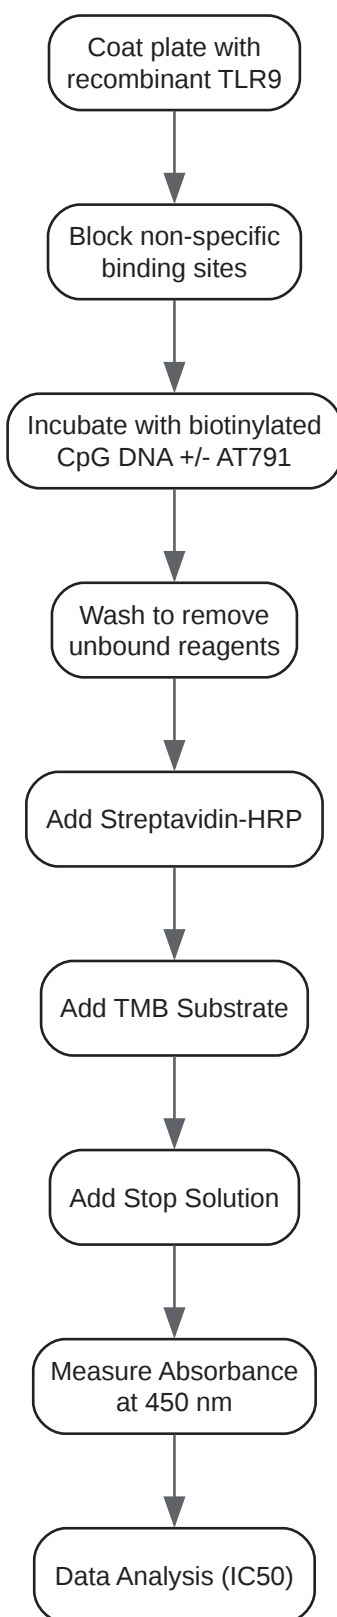 Coat plate with
recombinant TLR9
Block non-specific
binding sites
Incubate with biotinylated
CpG DNA +/- AT791
Wash to remove
unbound reagents
Add Streptavidin-HRP
Add TMB Substrate
Add Stop Solution
Measure Absorbance
at 450 nm
Data Analysis (IC50)